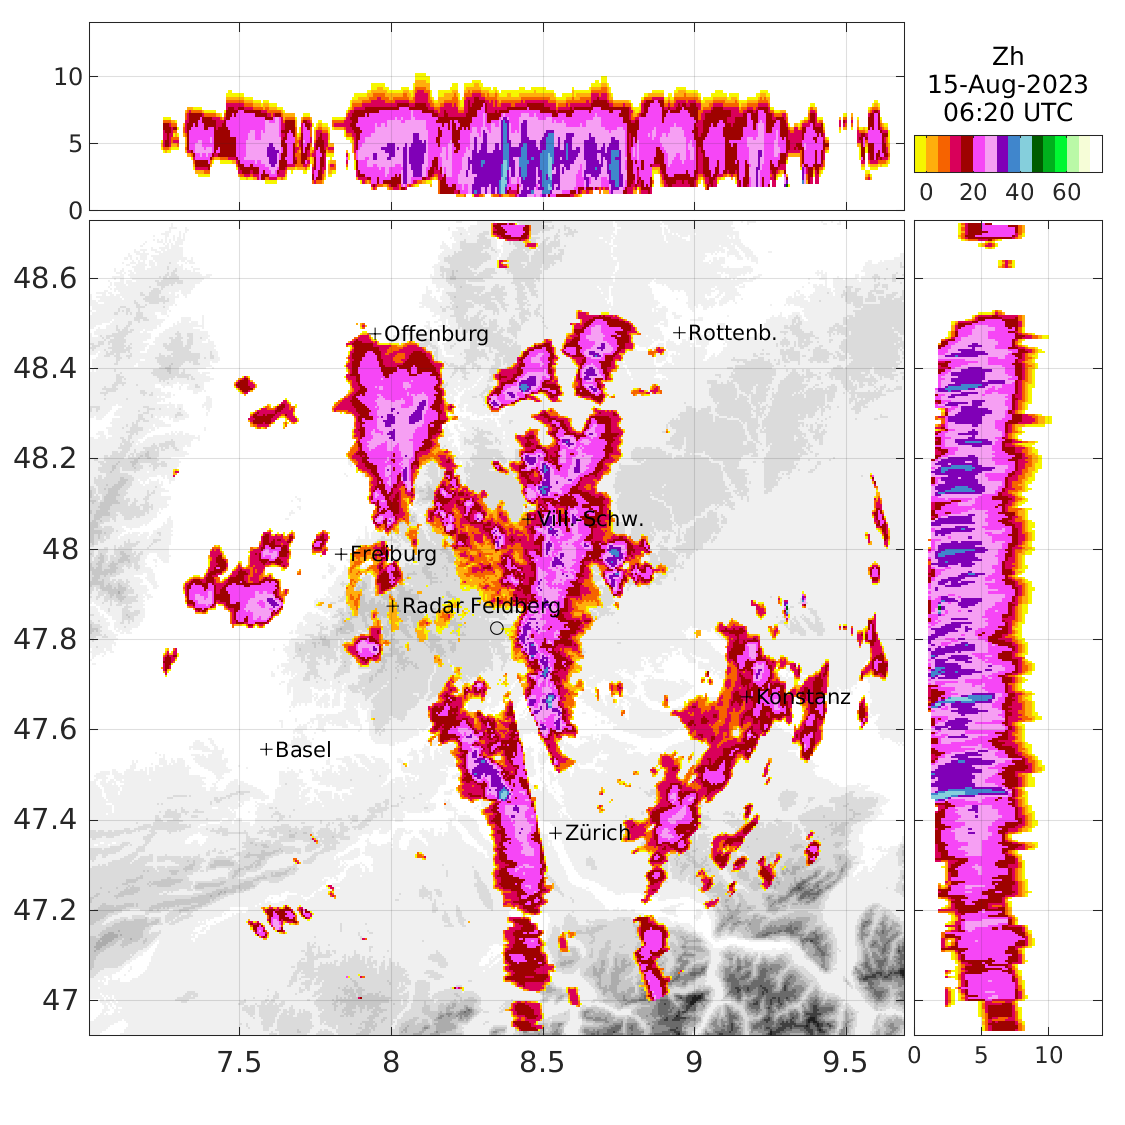 10
5
0
Zh
15-Aug-2023
06:20 UTC
0 20 40 60
48.6
48.4
48.2
48
47.8
47.6
47.4
47.2
47
+Offenburg
+Rottenb.
+Villi-Schw.
+Freiburg
+Radar Feldberg
+Konstanz
+Basel
+Zürich
7.5 8 8.5 9 9.5
0 5 10